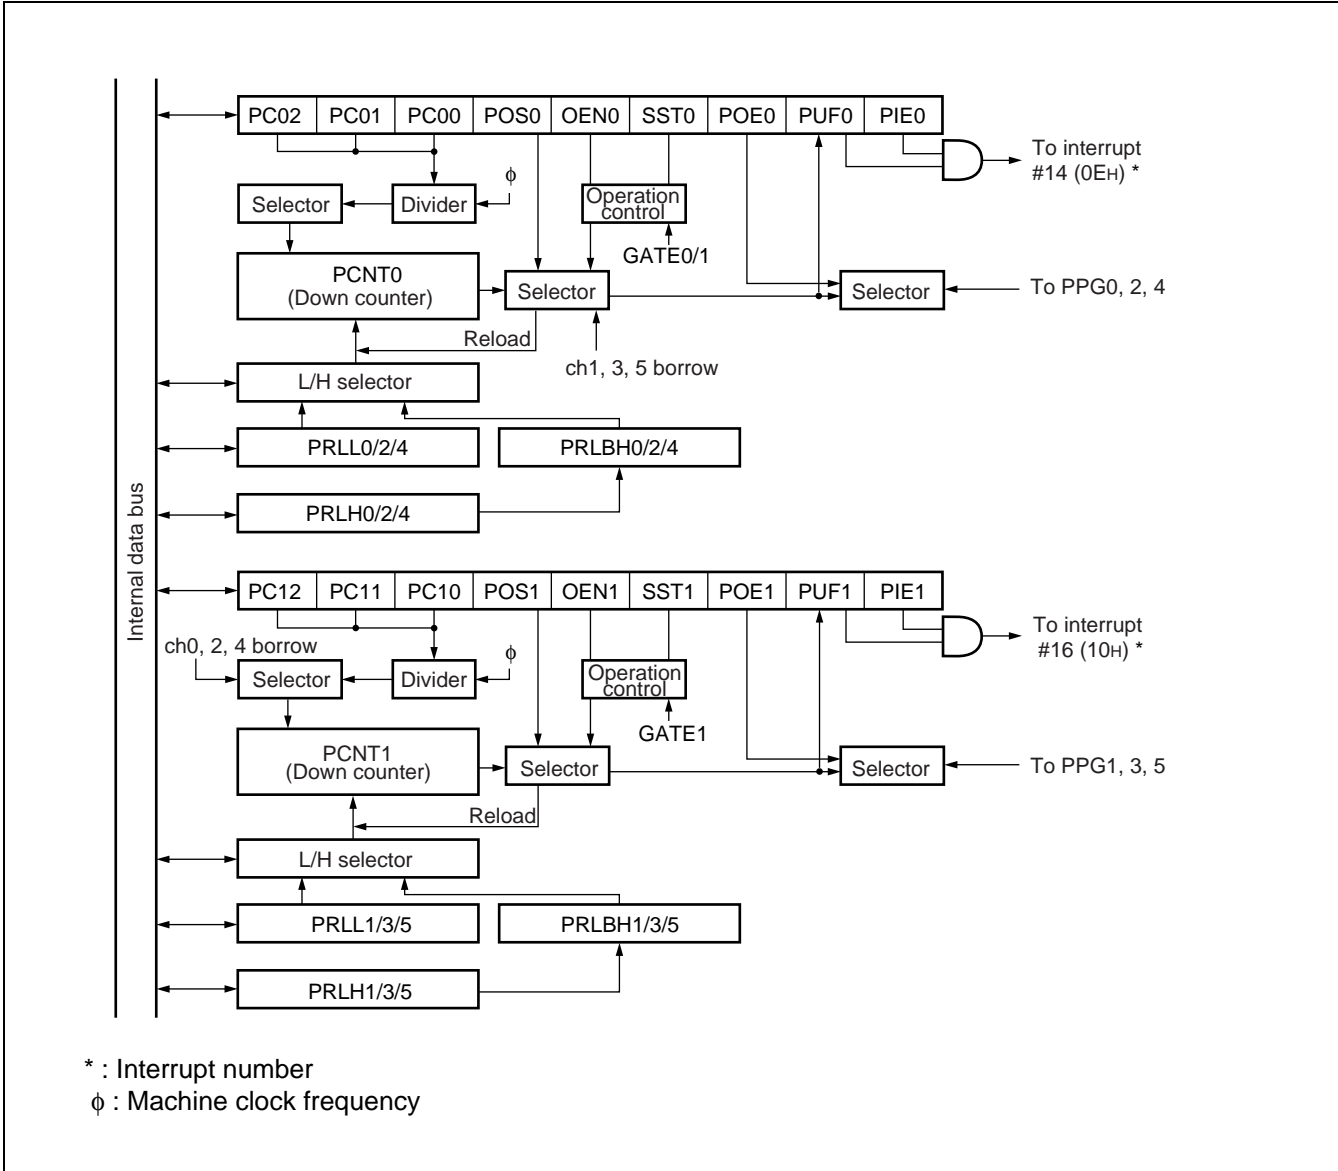 PC02 PC01 PC00 POS0 OEN0 SST0 POE0 PUF0 PIE0
To interrupt
#14 (0EH) *
ϕ
Selector
Divider
Operation
control
GATE0/1
PCNT0
(Down counter)
Selector
Selector
To PPG0, 2, 4
Reload
ch1, 3, 5 borrow
L/H selector
PRLL0/2/4
PRLBH0/2/4
PRLH0/2/4
Internal data bus
PC12 PC11 PC10 POS1 OEN1 SST1 POE1 PUF1 PIE1
To interrupt
#16 (10H) *
ch0, 2, 4 borrow
ϕ
Selector
Divider
Operation
control
GATE1
PCNT1
(Down counter)
Selector
Selector
To PPG1, 3, 5
Reload
L/H selector
PRLL1/3/5
PRLBH1/3/5
PRLH1/3/5
* : Interrupt number
ϕ : Machine clock frequency